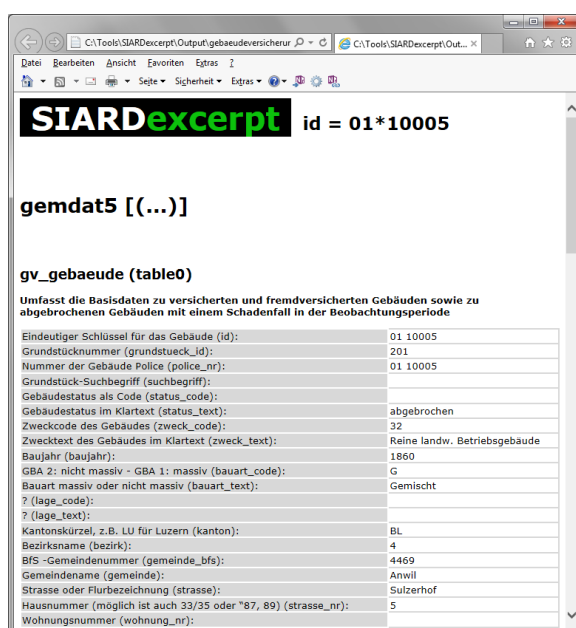 C:\Tools\SIARDexcerpt\Output\gebaeudeversicherur
C:\Tools\SIARDexcerpt\Out...
Datei Bearbeiten Ansicht Favoriten Extras ?
Seite Sicherheit Extras
SIARDexcerpt id = 01*10005
gemdat5 [(...)]
gv_gebaeude (table0)
Umfasst die Basisdaten zu versicherten und fremdversicherten Gebäuden sowie zu
abgebrochenen Gebäuden mit einem Schadenfall in der Beobachtungsperiode
Eindeutiger Schlüssel für das Gebäude (id): 01 10005
Grundstücknummer (grundstueck_id): 201
Nummer der Gebäude Police (police_nr): 01 10005
Grundstück-Suchbegriff (suchbegriff):
Gebäudestatus als Code (status_code):
Gebäudestatus im Klartext (status_text): abgebrochen
Zweckcode des Gebäudes (zweck_code): 32
Zwecktext des Gebäudes im Klartext (zweck_text): Reine landw. Betriebsgebäude
Baujahr (baujahr): 1860
GBA 2: nicht massiv - GBA 1: massiv (bauart_code): G
Bauart massiv oder nicht massiv (bauart_text): Gemischt
? (lage_code):
? (lage_text):
Kantonskürzel, z.B. LU für Luzern (kanton): BL
Bezirksname (bezirk): 4
BfS -Gemeindenummer (gemeinde_bfs): 4469
Gemeindename (gemeinde): Anwil
Strasse oder Flurbezeichnung (strasse): Sulzerhof
Hausnummer (möglich ist auch 33/35 oder "87, 89) (strasse_nr): 5
Wohnungsnummer (wohnung_nr):